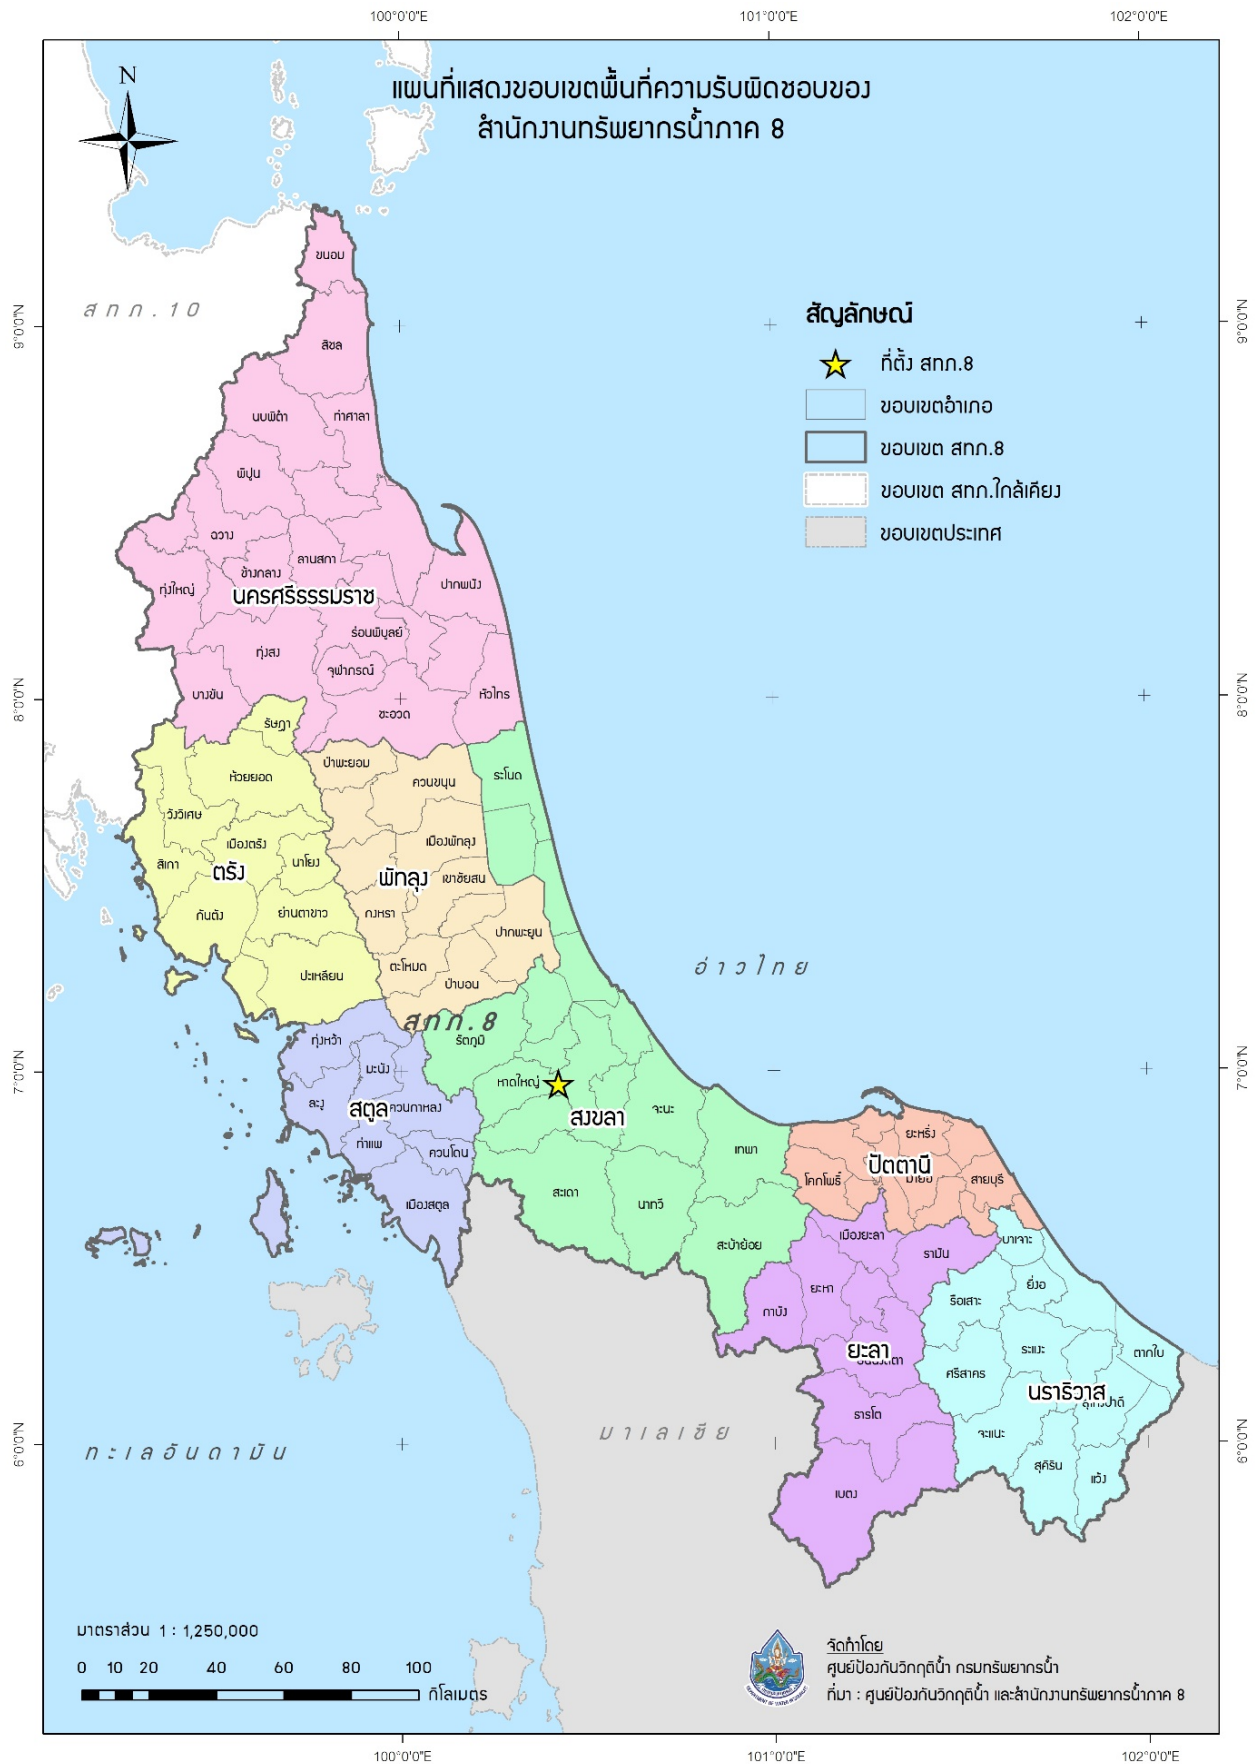 100°0'0"E
101°0'0"E
102°0'0"E
แผนที่แสดงขอบเขตพื้นที่ความรับผิดชอบของ
สำนักงานทรัพยากรน้ำภาค 8
N
ขนอม
สทภ.10
9°0'0"N
9°0'0"N
สัญลักษณ์
ที่ตั้ง สทภ.8
ขอบเขตอำเภอ
ขอบเขต สทภ.8
ขอบเขต สทภ.ใกล้เคียง
ขอบเขตประเทศ
สิชล
นบพิตำ
ท่าศาลา
พิปูน
ฉวาง
ลานสกา
ช้างกลาง
ทุ่งใหญ่
ปากพนัง
นครศรีธรรมราช
ร่อนพิบูลย์
ทุ่งสง
จุฬาภรณ์
บางขัน
หัวไทร
ชะอวด
8°0'0"N
8°0'0"N
รัษฎา
ป่าพะยอม
ห้วยยอด
ควนขนุน
ระโนด
วังวิเศษ
เมืองตรัง
เมืองพัทลุง
สิเกา
นาโยง
ตรัง
พัทลุง
เขาชัยสน
กันตัง
ย่านตาขาว
กงหรา
ปากพะยูน
ปะเหลียน
ตะโหมด
ป่าบอน
อ่าวไทย
สทภ.8
ทุ่งหว้า
รัตภูมิ
มะนัง
7°0'0"N
7°0'0"N
หาดใหญ่
ละงู
สตูล
ควนกาหลง
สงขลา
จะนะ
ท่าแพ
ควนโดน
เทพา
ยะหริ่ง
ปัตตานี
โคกโพธิ์
มายอ
สายบุรี
เมืองสตูล
สะเดา
นาทวี
สะบ้าย้อย
เมืองยะลา
รามัน
บาเจาะ
กาบัง
ยะหา
รือเสาะ
ยี่งอ
ยะลา
ระแงะ
ตากใบ
ศรีสาคร
นราธิวาส
ธารโต
จะแนะ
สุคิริน
แว้ง
เบตง
มาเลเซีย
ทะเลอันดามัน
6°0'0"N
6°0'0"N
มาตราส่วน 1 : 1,250,000
0 10 20 40 60 80 100
กิโลเมตร
จัดทำโดย
ศูนย์ป้องกันวิกฤติน้ำ กรมทรัพยากรน้ำ
ที่มา : ศูนย์ป้องกันวิกฤติน้ำ และสำนักงานทรัพยากรน้ำภาค 8
100°0'0"E
101°0'0"E
102°0'0"E